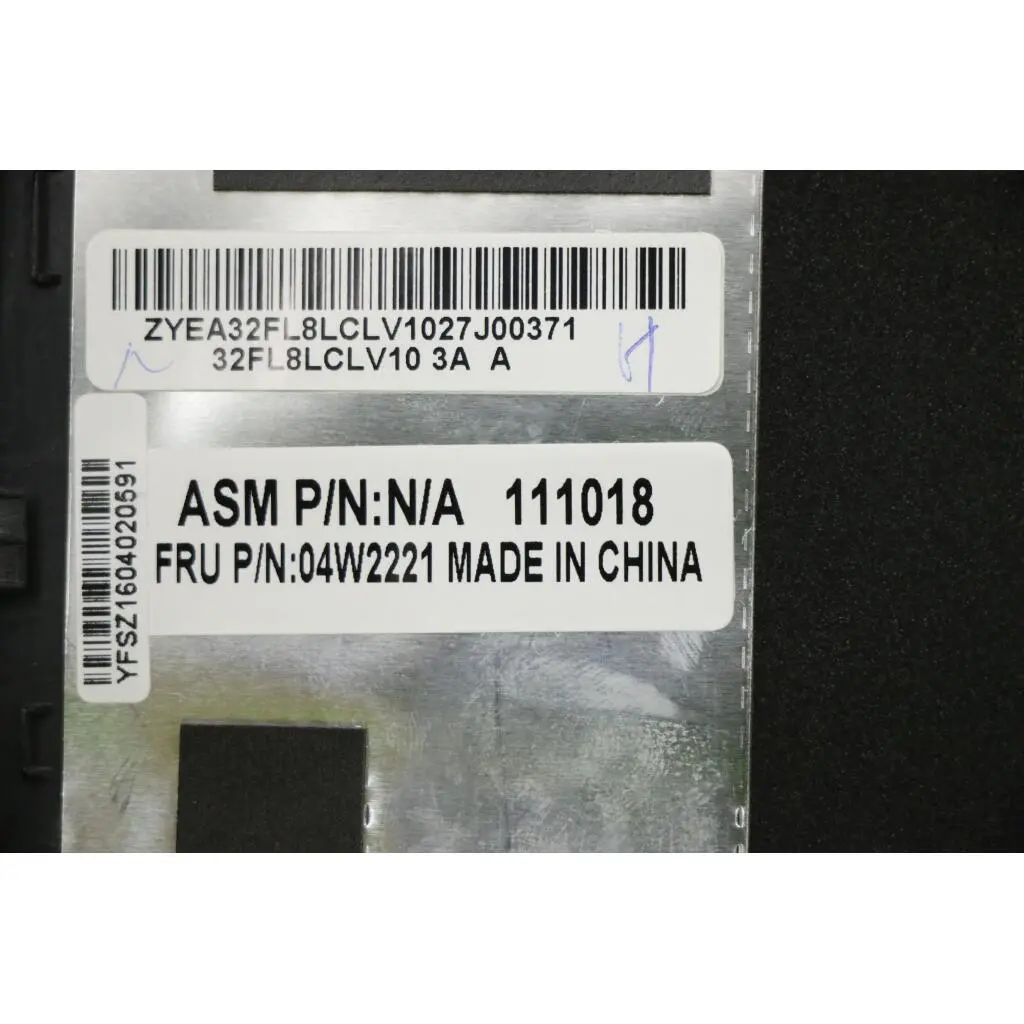 ZYEA32FL8LCLV1027J00371
32FL8LCLV10 3A A
ASM P/N:N/A 111018
FRU P/N:04W2221 MADE IN CHINA
YFSZ1604020591